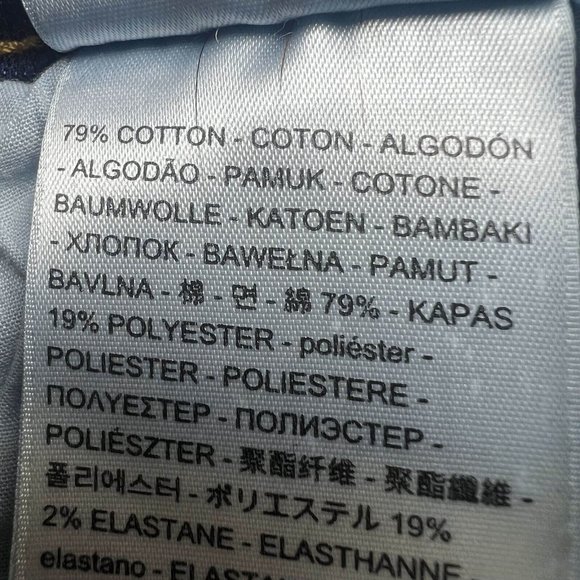 79% COTTON - COTON - ALGODÓN
- ALGODÃO - PAMUK - COTONE -
BAUMWOLLE - KATOEN - BAMBAKI
- ХЛОПОК - BAWEŁNA - PAMUT -
BAVLNA - 棉 - 면 - 綿 79% - KAPAS
19% POLYESTER - poliéster -
POLIESTER - POLIESTERE -
ΠΟΛΥΕΣΤΕΡ - ПОЛИЭСТЕР -
POLIÉSZTER - 聚酯纤维 - 聚酯纖維 -
폴리에스터 - ポリエステル 19%
2% ELASTANE - ELASTHANNE
elastano -